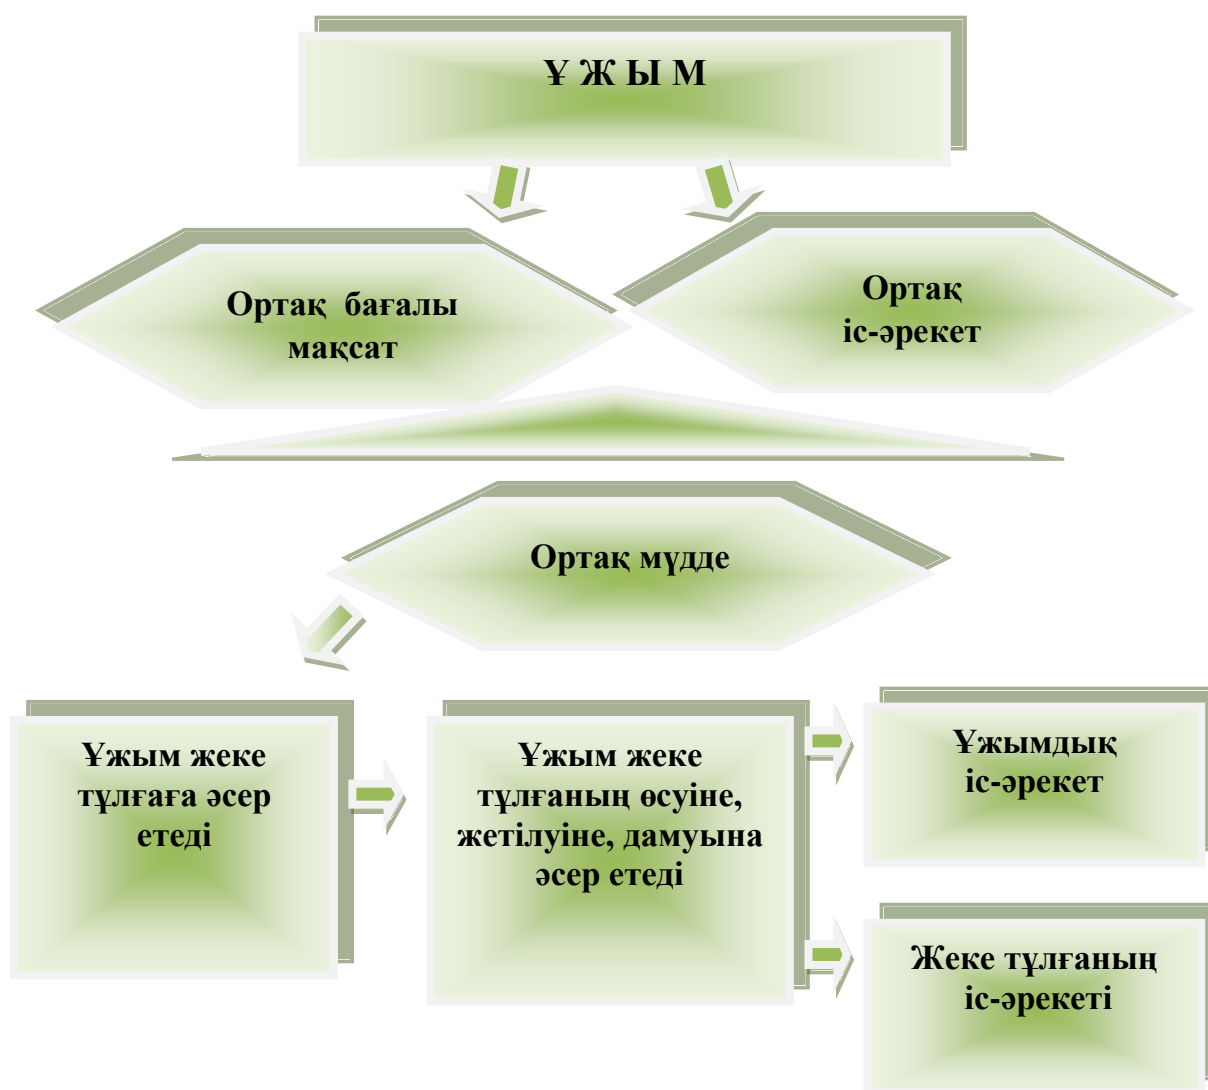 Ұ Ж Ы М
Ортақ бағалы
мақсат
Ортақ
іс-әрекет
Ортақ мүдде
Ұжым жеке
тұлғаға әсер
етеді
Ұжым жеке
тұлғаның өсуіне,
жетілуіне, дамуына
әсер етеді
Ұжымдық
іс-әрекет
Жеке тұлғаның
іс-әрекеті